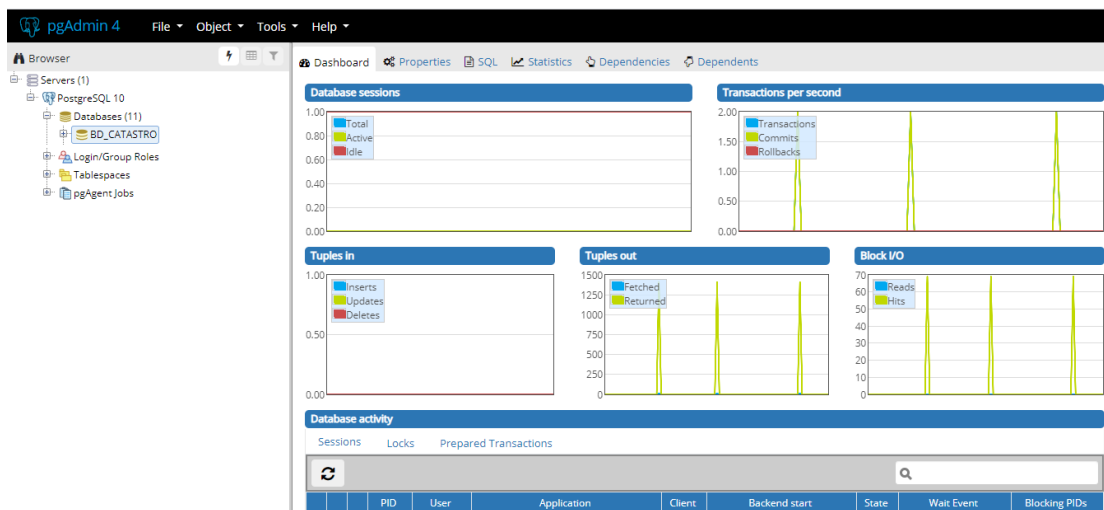 pgAdmin 4 File Object Tools Help
Browser
Dashboard Properties SQL Statistics Dependencies Dependents
Servers (1)
PostgreSQL 10
Databases (11)
BD_CATASTRO
Login/Group Roles
Tablespaces
pgAgent Jobs
Database sessions
1.00
0.80
0.60
0.40
0.20
0.00
Total
Active
Idle
Transactions per second
2.00
1.50
1.00
0.50
0.00
Transactions
Commits
Rollbacks
Tuples in
1.00
0.50
0.00
Inserts
Updates
Deletes
Tuples out
1500
1250
1000
750
500
250
0
Fetched
Returned
Block I/O
70
60
50
40
30
20
10
0
Reads
Hits
Database activity
Sessions Locks Prepared Transactions
PID User Application Client Backend start State Wait Event Blocking PIDs